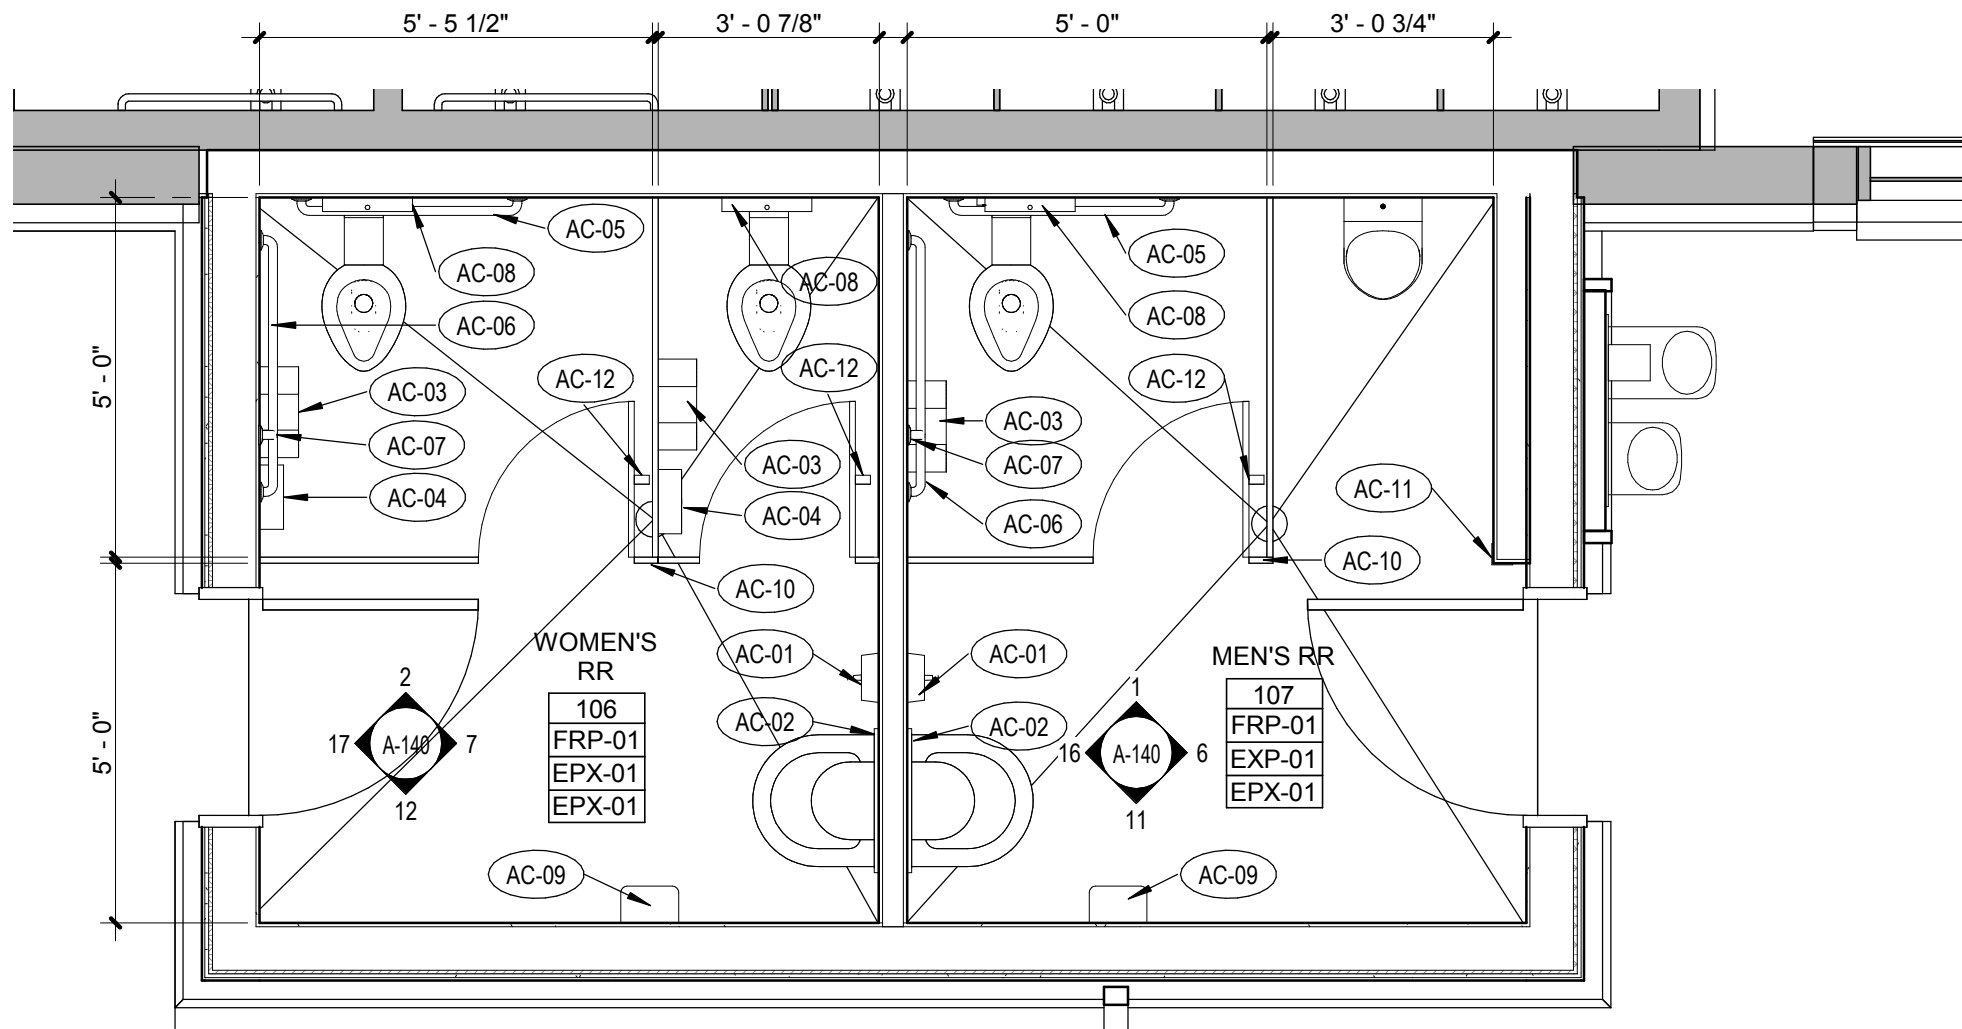 5' - 5 1/2"
3' - 0 7/8"
5' - 0"
3' - 0 3/4"
5' - 0"
5' - 0"
AC-05
AC-08
AC-06
AC-12
AC-03
AC-07
AC-04
AC-08
AC-12
AC-03
AC-04
AC-10
AC-05
AC-08
AC-12
AC-03
AC-07
AC-06
AC-11
AC-10
WOMEN'S
RR
106
FRP-01
EPX-01
EPX-01
2
17
A-140
7
12
AC-01
AC-02
AC-09
AC-01
AC-02
MEN'S RR
107
FRP-01
EXP-01
EPX-01
1
16
A-140
6
11
AC-09